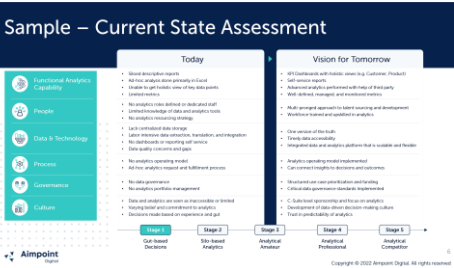 Sample – Current State Assessment
Today
Vision for Tomorrow
Functional Analytics
Capability
People
Data & Technology
Process
Governance
Culture
Siloed descriptive reports
Ad-hoc analysis done primarily in Excel
Unable to get holistic view of key data points
Limited metrics
KPI Dashboards with holistic views (e.g. Customer, Product)
Self-service reports
Advanced analytics performed with help of third party
Well-defined, managed, and monitored metrics
No analytics roles defined or dedicated staff
Limited knowledge of data and analytics tools
No analytics resourcing strategy
Multi-pronged approach to talent sourcing and development
Workforce trained and updated in analytics
Lack centralized data storage
Labor intensive data extraction, translation, and integration
No dashboards or reporting self service
Data quality concerns and gaps
One version of the truth
Timely data accessibility
Integrated data and analytics platform that is scalable and flexible
No analytics operating model
Ad hoc analytics request and fulfillment process
Analytics operating model implemented
Can connect insights to decisions and outcomes
No data governance
No analytics portfolio management
Structured use case prioritization and funding
Critical data governance standards implemented
Data and analytics are seen as inaccessible or limited
Varying belief and commitment to analytics
Decisions made based on experience and gut
C-Suite level sponsorship and focus on analytics
Development of data-driven decision-making culture
Trust in predictability of analytics
Stage 1
Stage 2
Stage 3
Stage 4
Stage 5
Gut-based
Decisions
Silo-based
Analytics
Analytical
Amateur
Analytical
Professional
Analytical
Competitor
Aimpoint
Digital
6
Copyright © 2022 Aimpoint Digital. All rights reserved